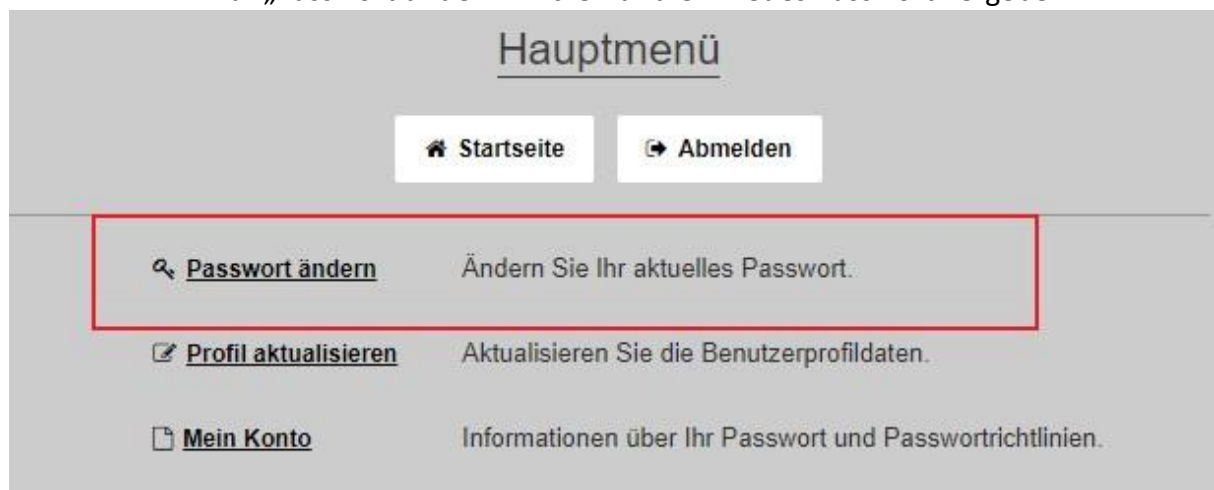 Hauptmenü
Startseite Abmelden
Passwort ändern Ändern Sie Ihr aktuelles Passwort.
Profil aktualisieren Aktualisieren Sie die Benutzerprofildaten.
Mein Konto Informationen über Ihr Passwort und Passwortrichtlinien.